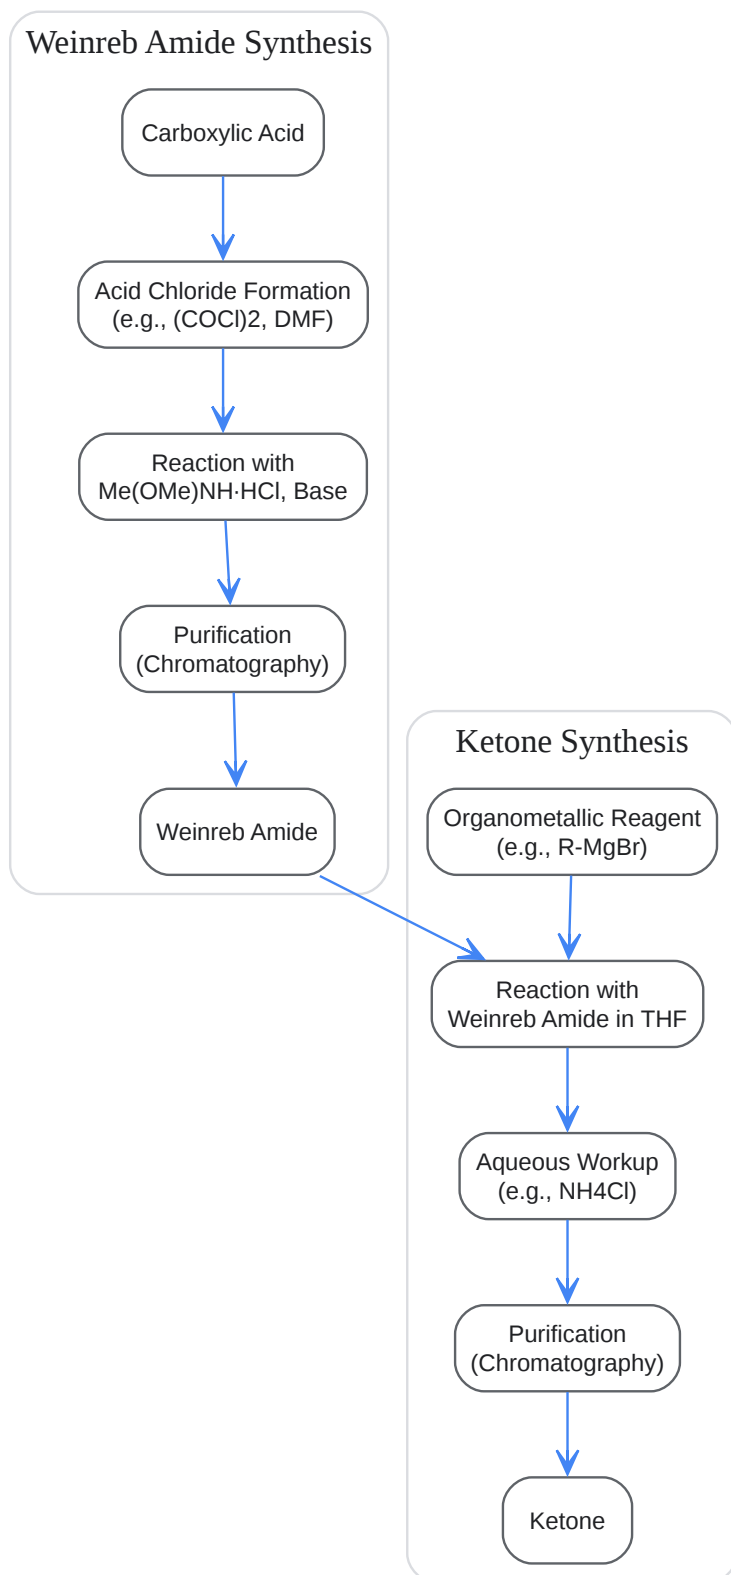 Weinreb Amide Synthesis
Carboxylic Acid
Acid Chloride Formation
(e.g., (COCl)2, DMF)
Reaction with
Me(OMe)NH·HCl, Base
Purification
(Chromatography)
Weinreb Amide
Ketone Synthesis
Organometallic Reagent
(e.g., R-MgBr)
Reaction with
Weinreb Amide in THF
Aqueous Workup
(e.g., NH4Cl)
Purification
(Chromatography)
Ketone